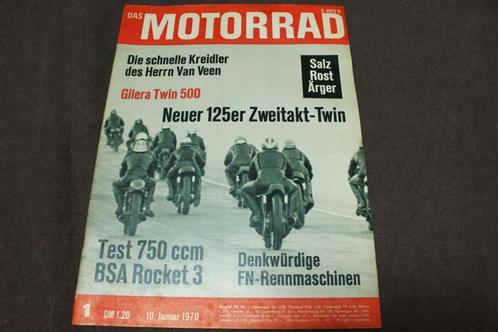 DAS MOTORRAD
Die schnelle Kreidler
des Herrn Van Veen
Salz
Rost
Ärger
Gilera Twin 500
Neuer 125er Zweitakt-Twin
Test 750 ccm
BSA Rocket 3
Denkwürdige
FN-Rennmaschinen
1 DM 1.20 - 10. Januar 1970